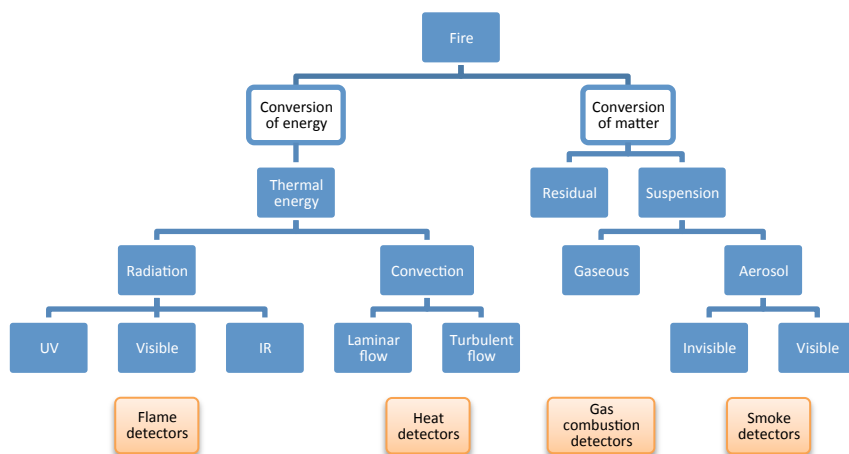 Fire
Conversion
of energy
Conversion
of matter
Thermal
energy
Residual
Suspension
Radiation
Convection
Gaseous
Aerosol
UV
Visible
IR
Laminar
flow
Turbulent
flow
Invisible
Visible
Flame
detectors
Heat
detectors
Gas
combustion
detectors
Smoke
detectors